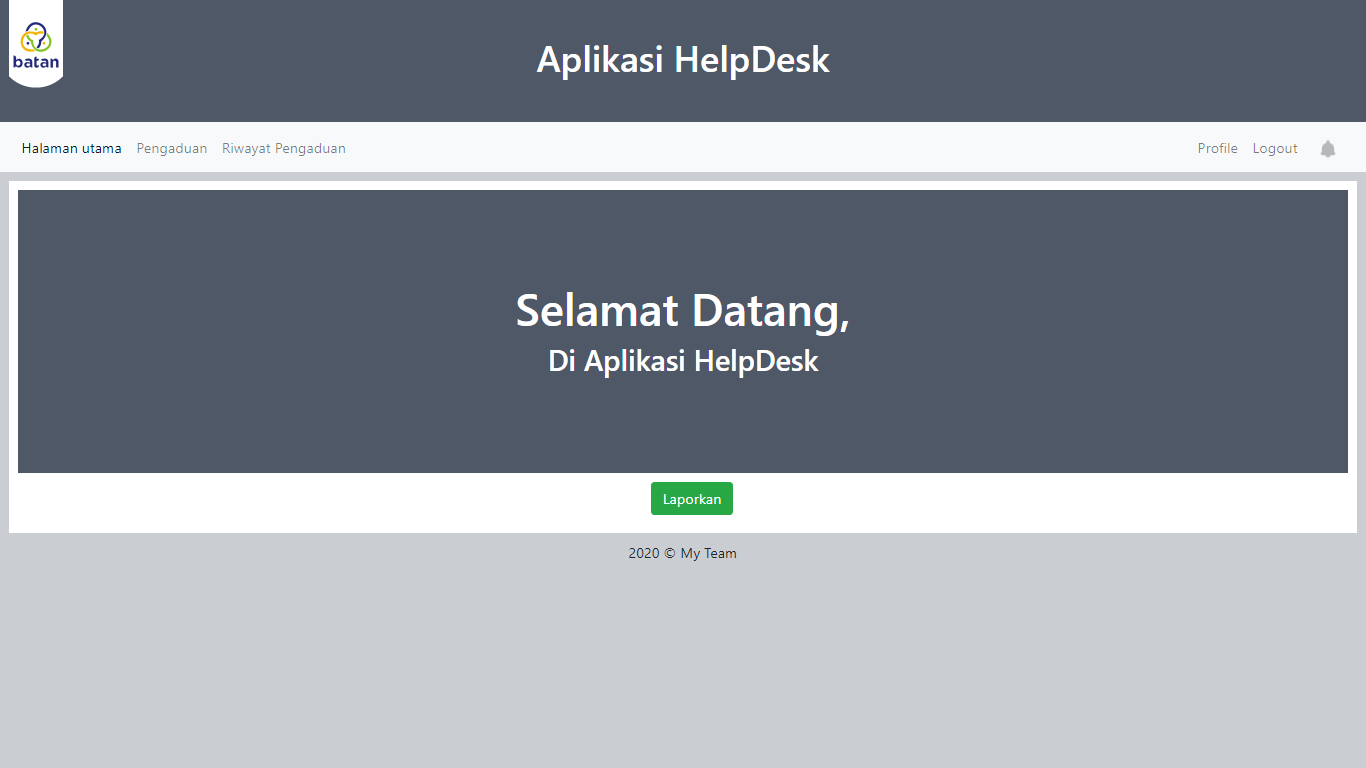 batan
Aplikasi HelpDesk
Halaman utama Pengaduan Riwayat Pengaduan Profile Logout
Selamat Datang,
Di Aplikasi HelpDesk
Laporkan
2020 © My Team